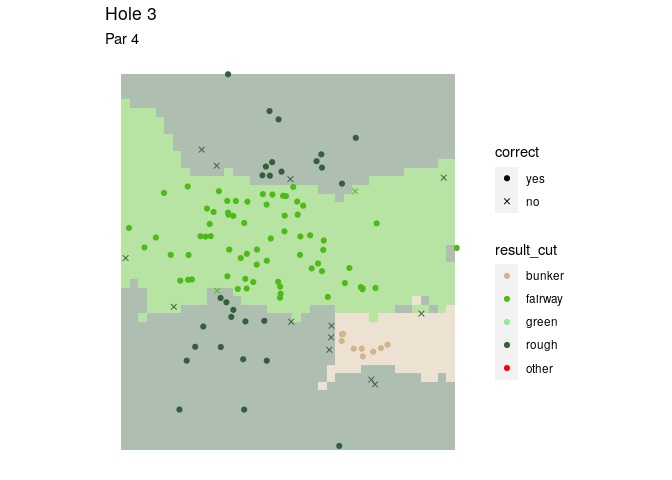 Hole 3
Par 4
correct
yes
no
result_cut
bunker
fairway
green
rough
other